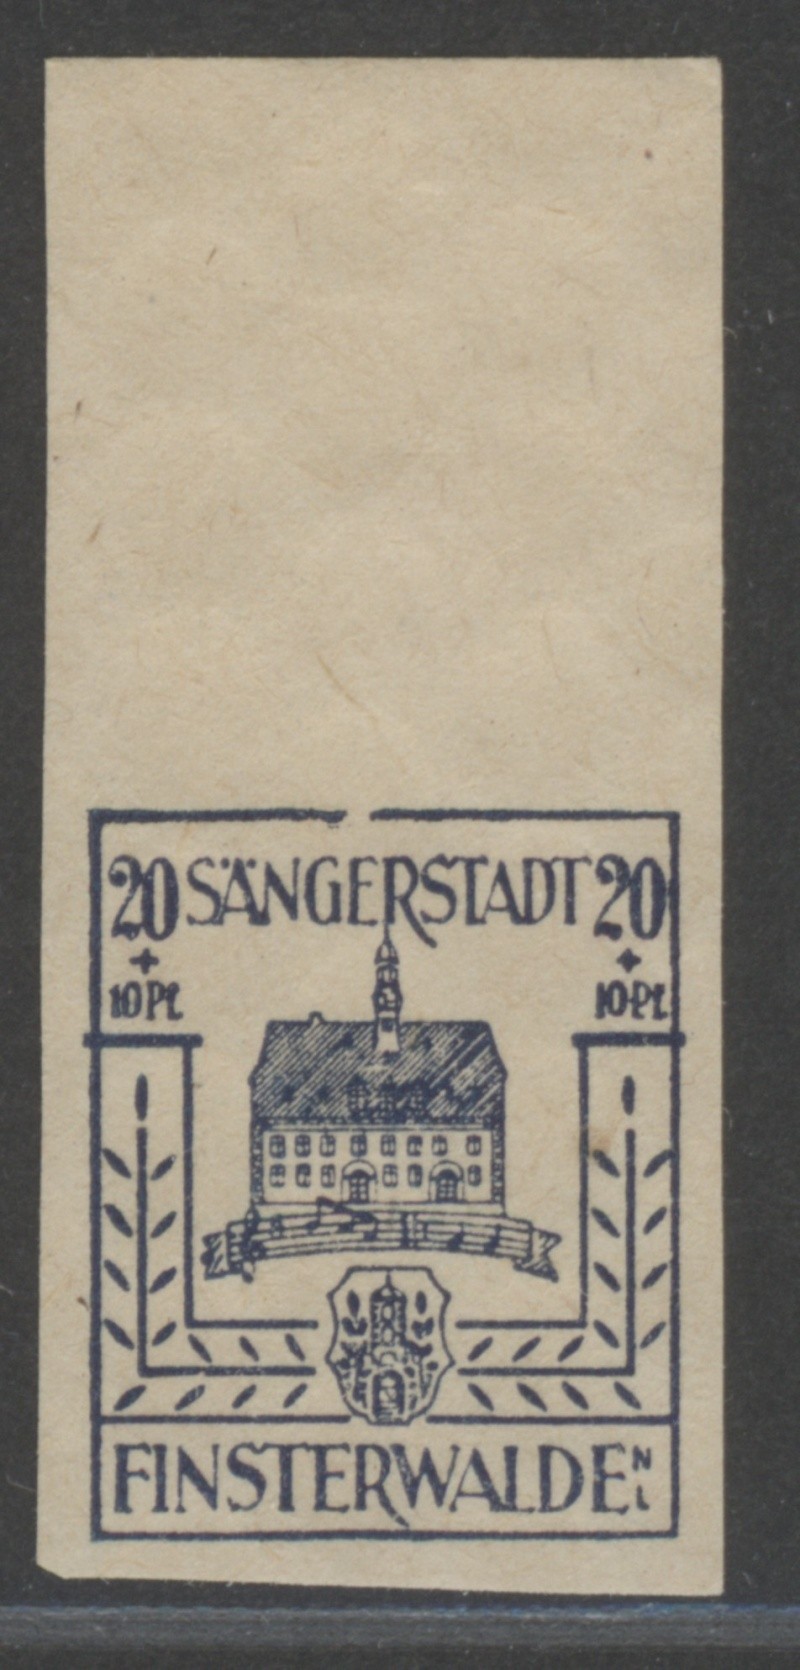 20 SÄNGERSTADT 20
+ +
10 Pf. 10 Pf.
FINSTERWALDE N L